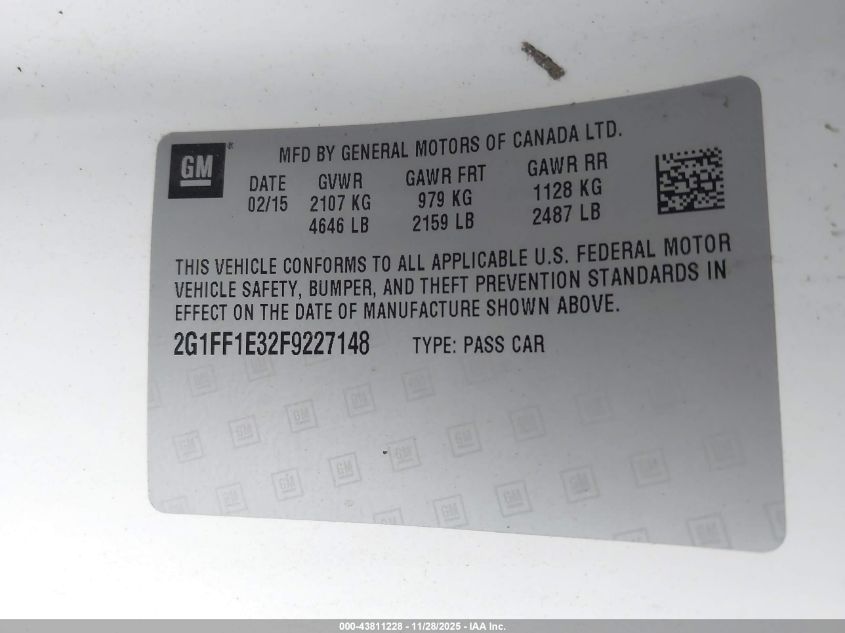 GM®
MFD BY GENERAL MOTORS OF CANADA LTD.
DATE GVWR GAWR FRT GAWR RR
02/15 2107 KG 979 KG 1128 KG
4646 LB 2159 LB 2487 LB
THIS VEHICLE CONFORMS TO ALL APPLICABLE U.S. FEDERAL MOTOR
VEHICLE SAFETY, BUMPER, AND THEFT PREVENTION STANDARDS IN
EFFECT ON THE DATE OF MANUFACTURE SHOWN ABOVE.
2G1FF1E32F9227148 TYPE: PASS CAR
000-43811228 - 11/28/2025 - IAA Inc.